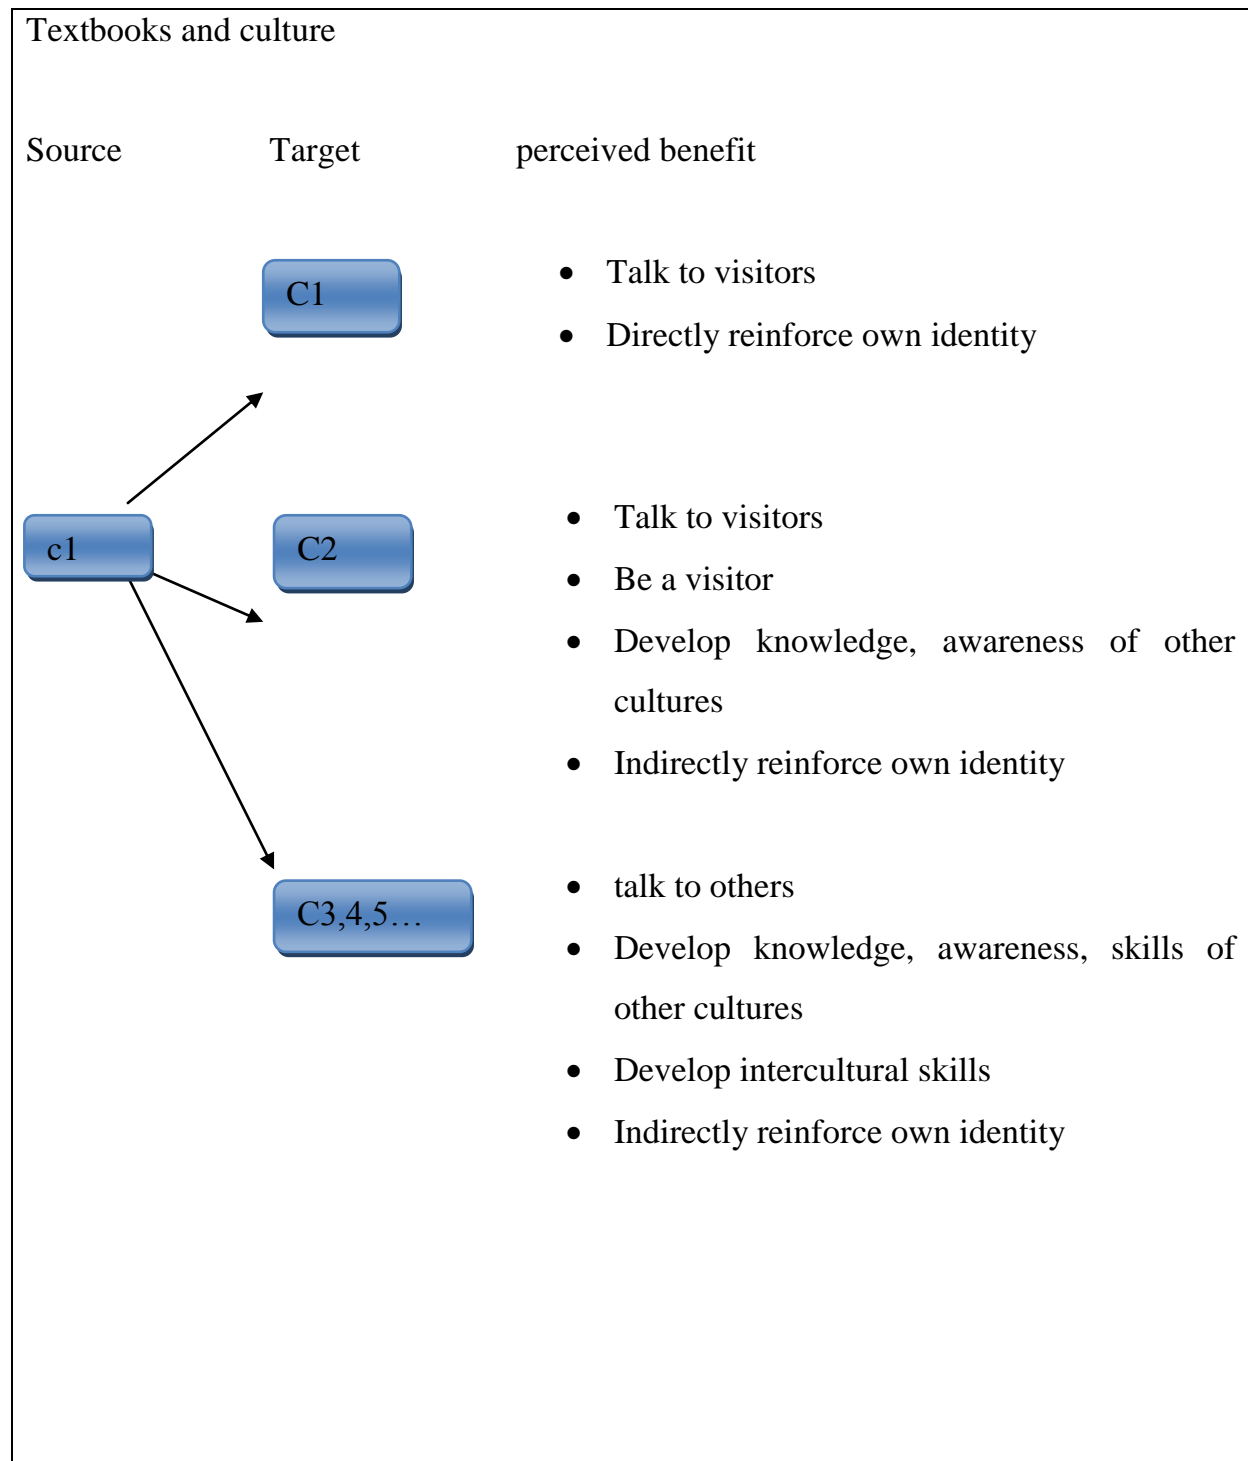 Textbooks and culture
Source Target perceived benefit
C1
• Talk to visitors
• Directly reinforce own identity
c1
C2
• Talk to visitors
• Be a visitor
• Develop knowledge, awareness of other
cultures
• Indirectly reinforce own identity
C3,4,5…
• talk to others
• Develop knowledge, awareness, skills of
other cultures
• Develop intercultural skills
• Indirectly reinforce own identity